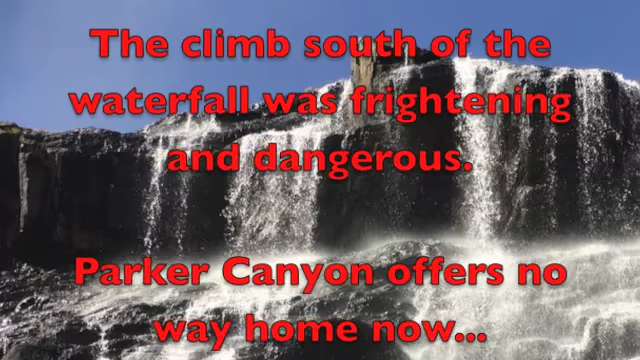 The climb south of the
waterfall was frightening
and dangerous.
Parker Canyon offers no
way home now...